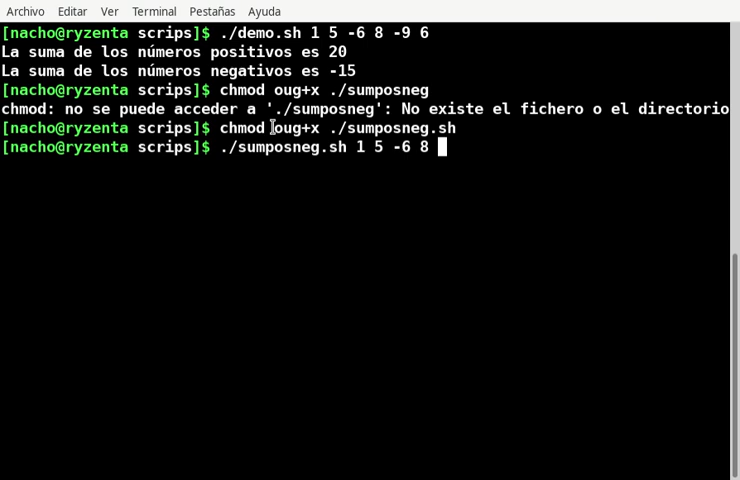 Archivo Editar Ver Terminal Pestañas Ayuda
[nacho@ryzenta scrips]$ ./demo.sh 1 5 -6 8 -9 6
La suma de los números positivos es 20
La suma de los números negativos es -15
[nacho@ryzenta scrips]$ chmod oug+x ./sumposneg
chmod: no se puede acceder a './sumposneg': No existe el fichero o el directorio
[nacho@ryzenta scrips]$ chmod oug+x ./sumposneg.sh
[nacho@ryzenta scrips]$ ./sumposneg.sh 1 5 -6 8